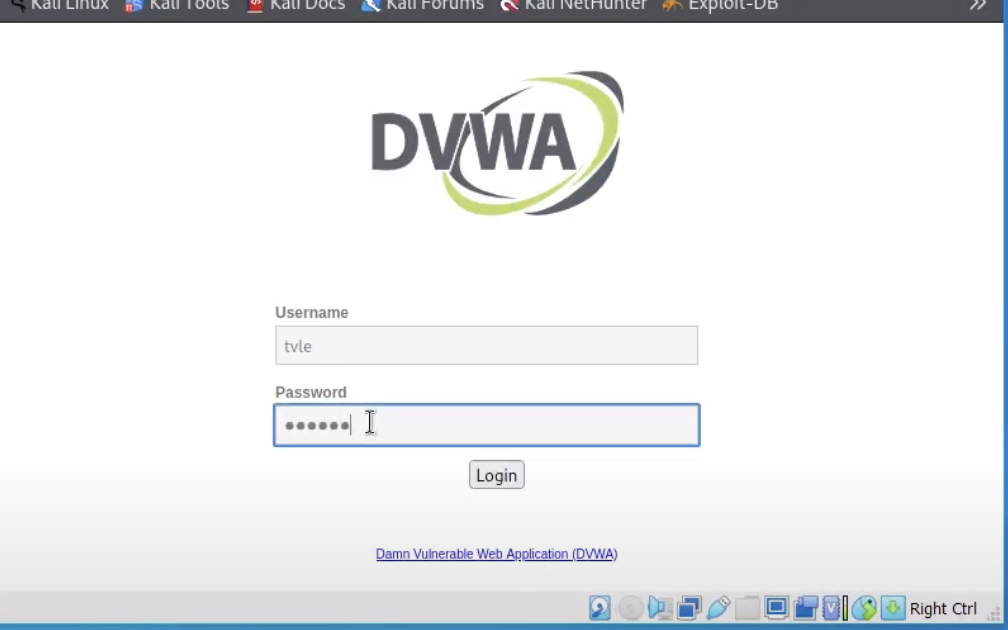 Kali Linux Kali Tools Kali Docs Kali Forums Kali NetHunter Exploit-DB
DVWA
Username
tvle
Password
••••••
Login
Damn Vulnerable Web Application (DVWA)
V Right Ctrl